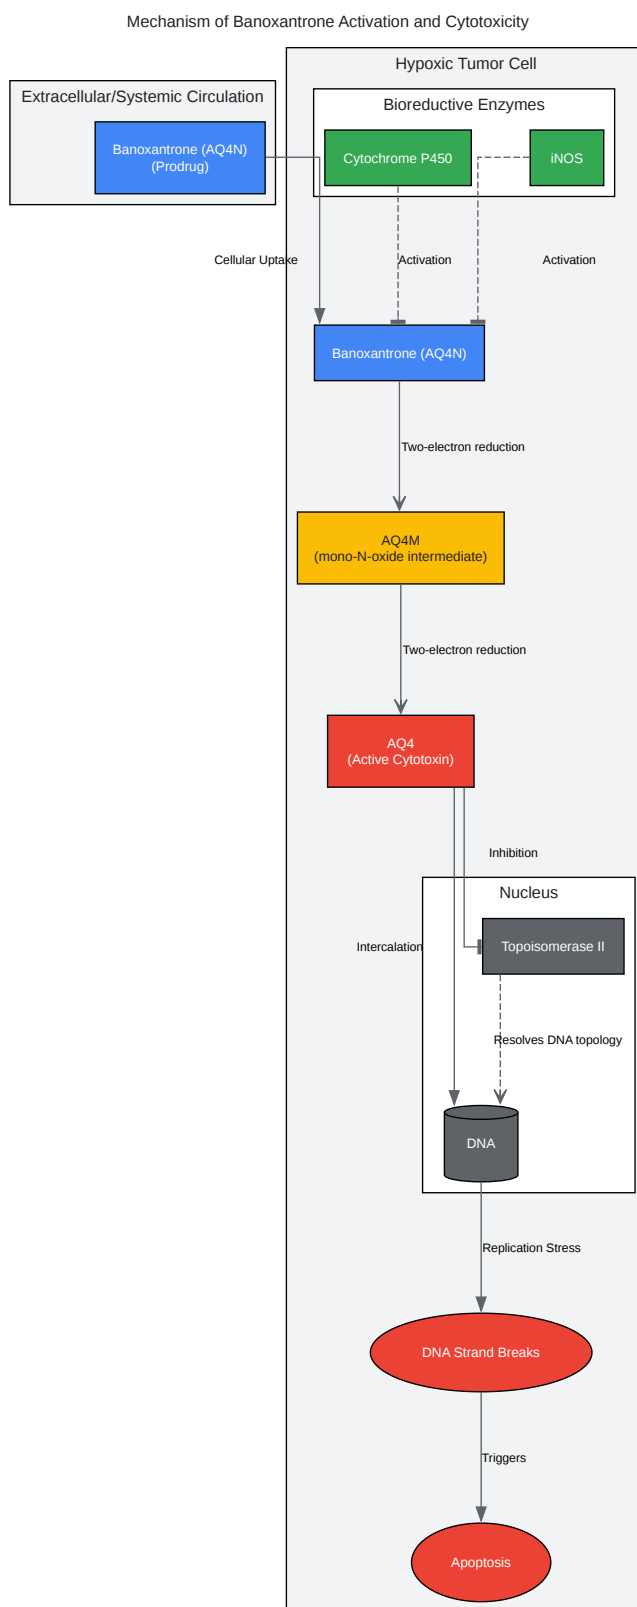 Mechanism of Banoxantrone Activation and Cytotoxicity
Hypoxic Tumor Cell
Extracellular/Systemic Circulation
Bioreductive Enzymes
Banoxantrone (AQ4N)
(Prodrug)
Cytochrome P450
iNOS
Cellular Uptake
Activation
Activation
Banoxantrone (AQ4N)
Two-electron reduction
AQ4M
(mono-N-oxide intermediate)
Two-electron reduction
AQ4
(Active Cytotoxin)
Inhibition
Nucleus
Topoisomerase II
Intercalation
Resolves DNA topology
DNA
Replication Stress
DNA Strand Breaks
Triggers
Apoptosis